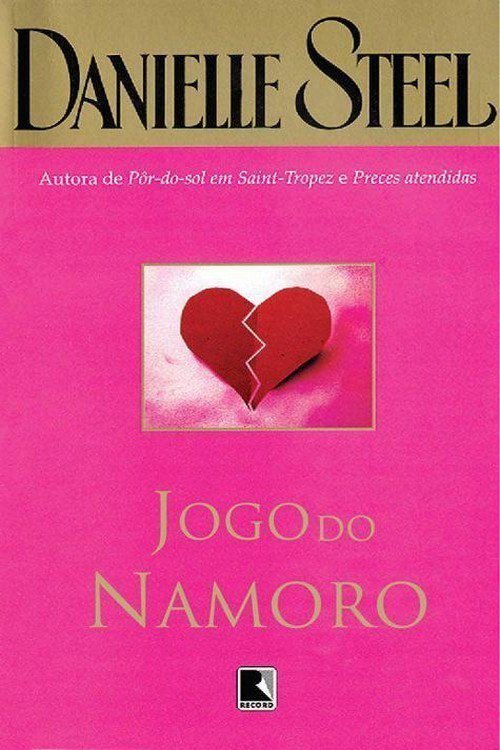 DANIELLE STEEL
Autora de Pôr-do-sol em Saint-Tropez e Preces atendidas
JOGO DO
NAMORO
RECORD